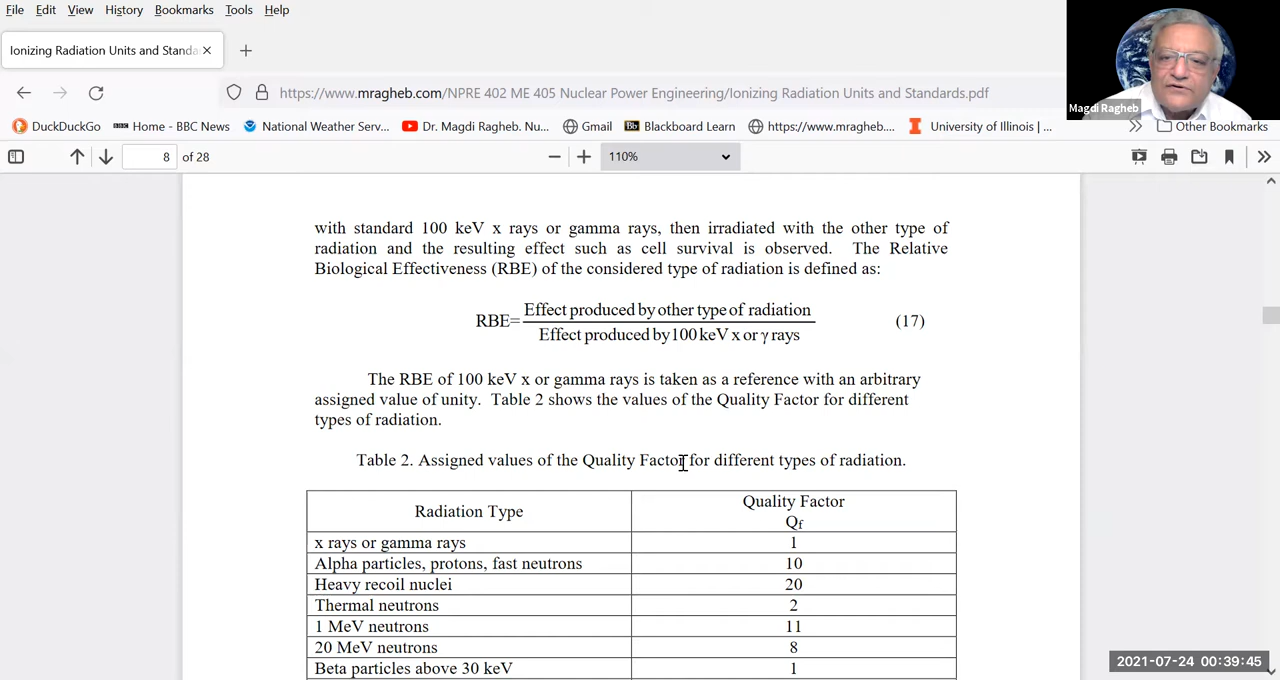 File Edit View History Bookmarks Tools Help
Ionizing Radiation Units and Standa
https://www.mragheb.com/NPRE 402 ME 405 Nuclear Power Engineering/Ionizing Radiation Units and Standards.pdf
Magdi Ragheb
DuckDuckGo BBC Home - BBC News National Weather Serv... Dr. Magdi Ragheb. Nu... Gmail Bb Blackboard Learn https://www.mragheb.... University of Illinois |... Other Bookmarks
8 of 28 110%
with standard 100 keV x rays or gamma rays, then irradiated with the other type of
radiation and the resulting effect such as cell survival is observed. The Relative
Biological Effectiveness (RBE) of the considered type of radiation is defined as:
RBE= Effect produced by other type of radiation
Effect produced by 100 keV x or γ rays (17)
The RBE of 100 keV x or gamma rays is taken as a reference with an arbitrary
assigned value of unity. Table 2 shows the values of the Quality Factor for different
types of radiation.
Table 2. Assigned values of the Quality Factor for different types of radiation.
Radiation Type Quality Factor
Qf
x rays or gamma rays 1
Alpha particles, protons, fast neutrons 10
Heavy recoil nuclei 20
Thermal neutrons 2
1 MeV neutrons 11
20 MeV neutrons 8
Beta particles above 30 keV 1
2021-07-24 00:39:45